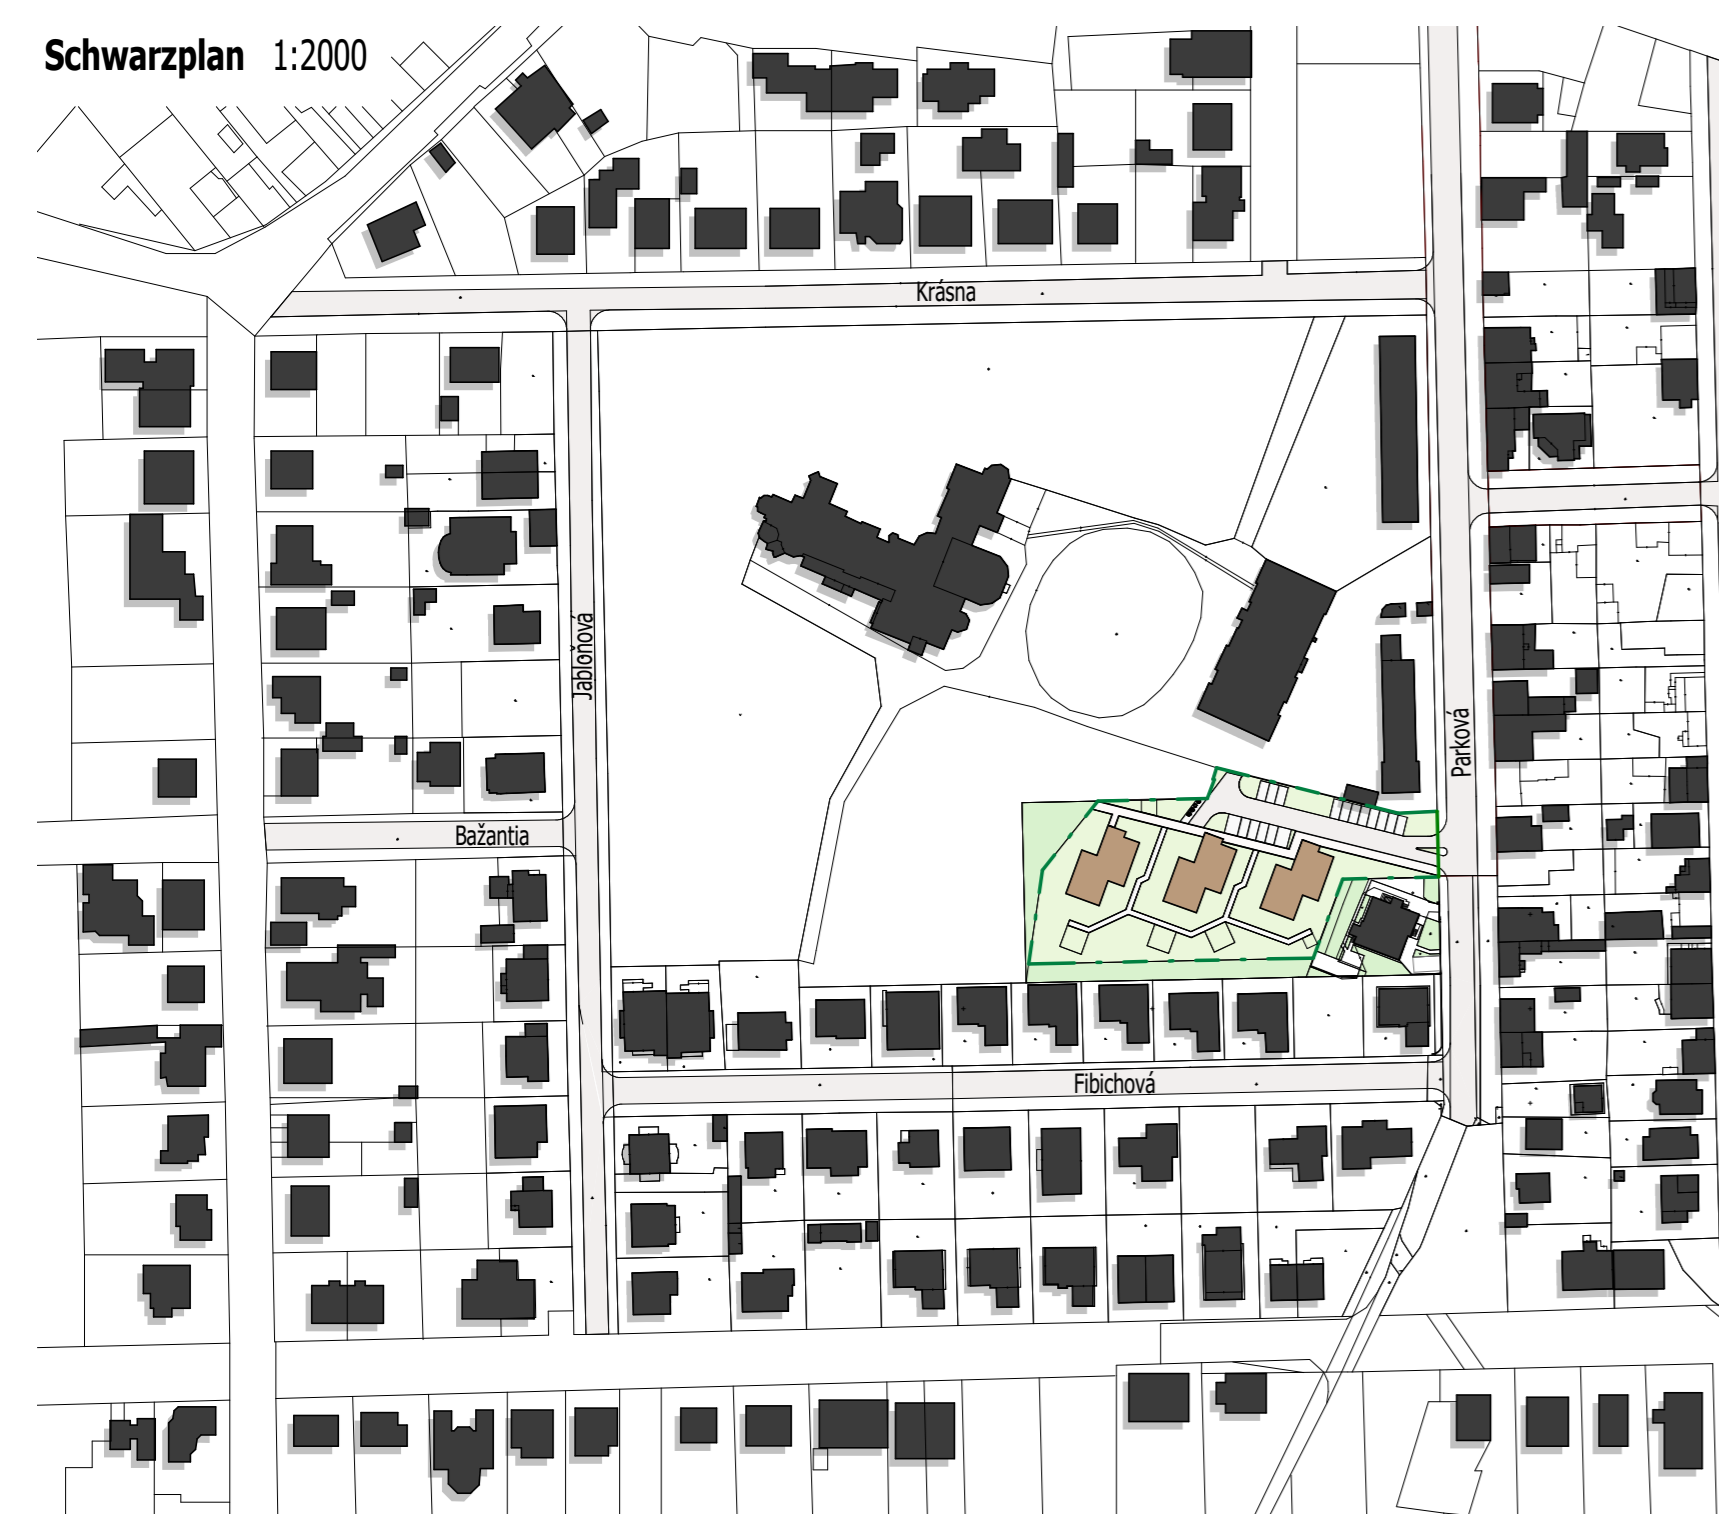 Schwarzplan 1:2000
Krásna
Jabloňová
Parková
Bažantia
Fibichová